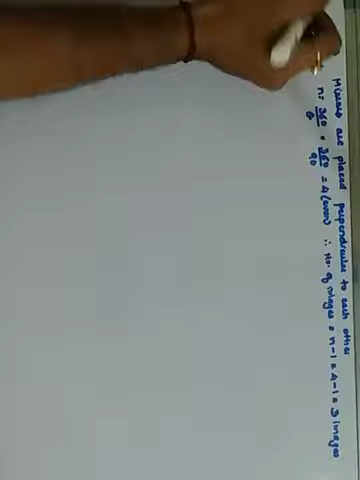 Mirrors are placed perpendicular to each other
n = 360/θ = 360/90 = 4 (even) ∴ No. of images = n - 1 = 4 - 1 = 3 images